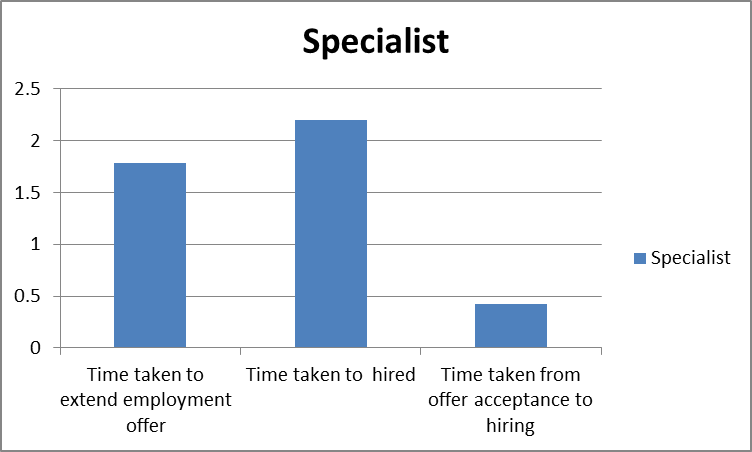 Specialist
2.5
2
1.5
1
0.5
0
Time taken to
extend employment
offer
Time taken to  hired
Time taken from
offer acceptance to
hiring
Specialist